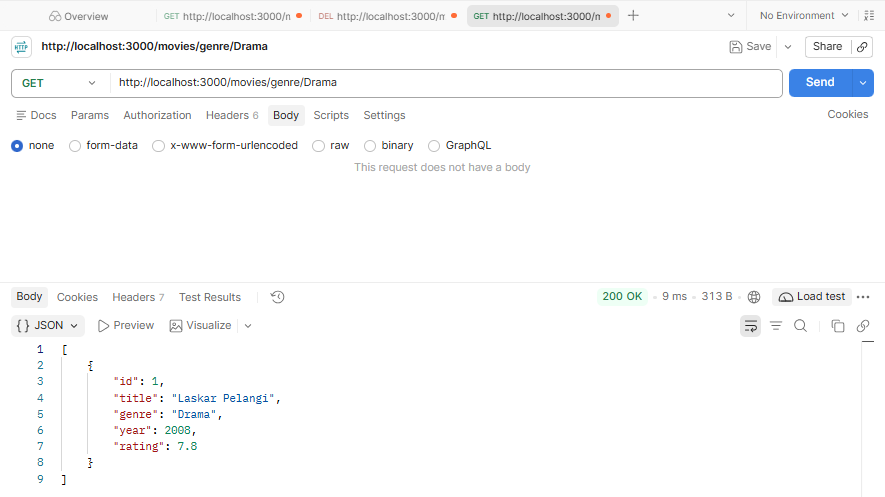 Overview GET http://localhost:3000/n DEL http://localhost:3000/m GET http://localhost:3000/n No Environment
HTTP http://localhost:3000/movies/genre/Drama Save Share
GET http://localhost:3000/movies/genre/Drama Send
Docs Params Authorization Headers 6 Body Scripts Settings Cookies
none form-data x-www-form-urlencoded raw binary GraphQL
This request does not have a body
Body Cookies Headers 7 Test Results 200 OK 9 ms 313 B Load test
{} JSON Preview Visualize
1 [
2 {
3 "id": 1,
4 "title": "Laskar Pelangi",
5 "genre": "Drama",
6 "year": 2008,
7 "rating": 7.8
8 }
9 ]